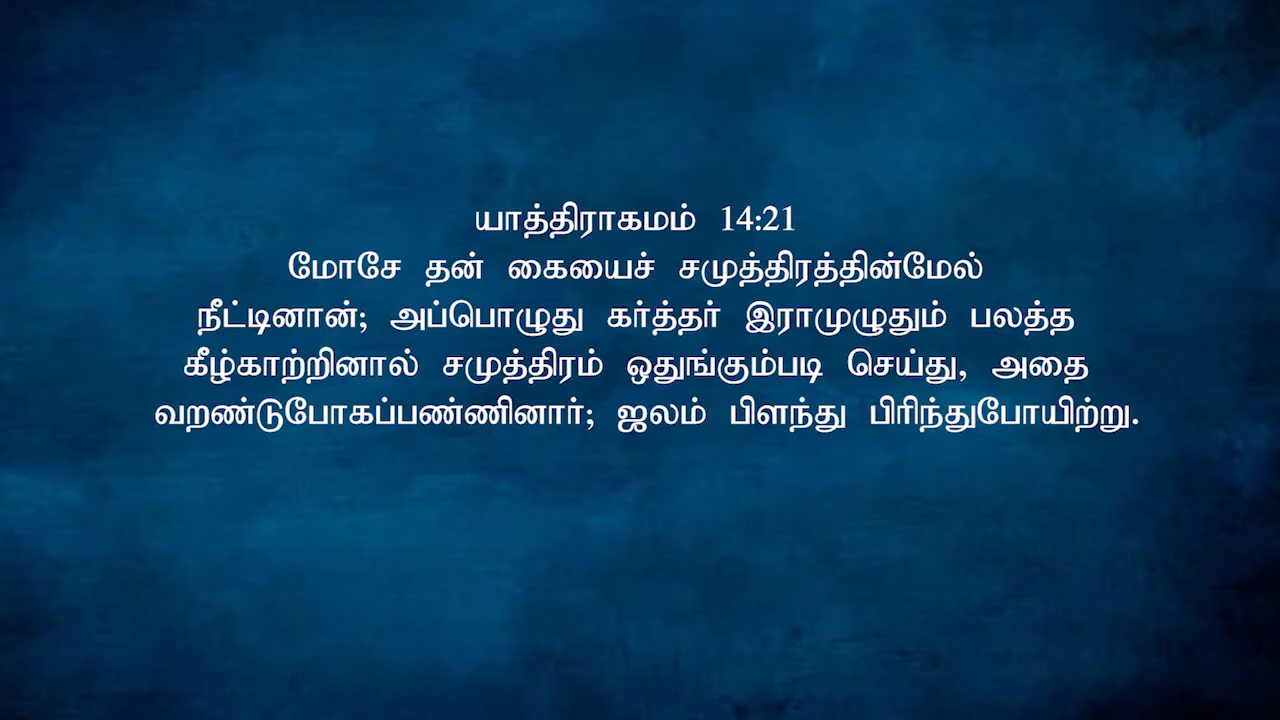 யாத்திராகமம் 14:21
மோசே தன் கையைச் சமுத்திரத்தின்மேல்
நீட்டினான்; அப்பொழுது கர்த்தர் இராமுழுதும் பலத்த
கீழ்காற்றினால் சமுத்திரம் ஒதுங்கும்படி செய்து, அதை
வறண்டுபோகப்பண்ணினார்; ஜலம் பிளந்து பிரிந்துபோயிற்று.